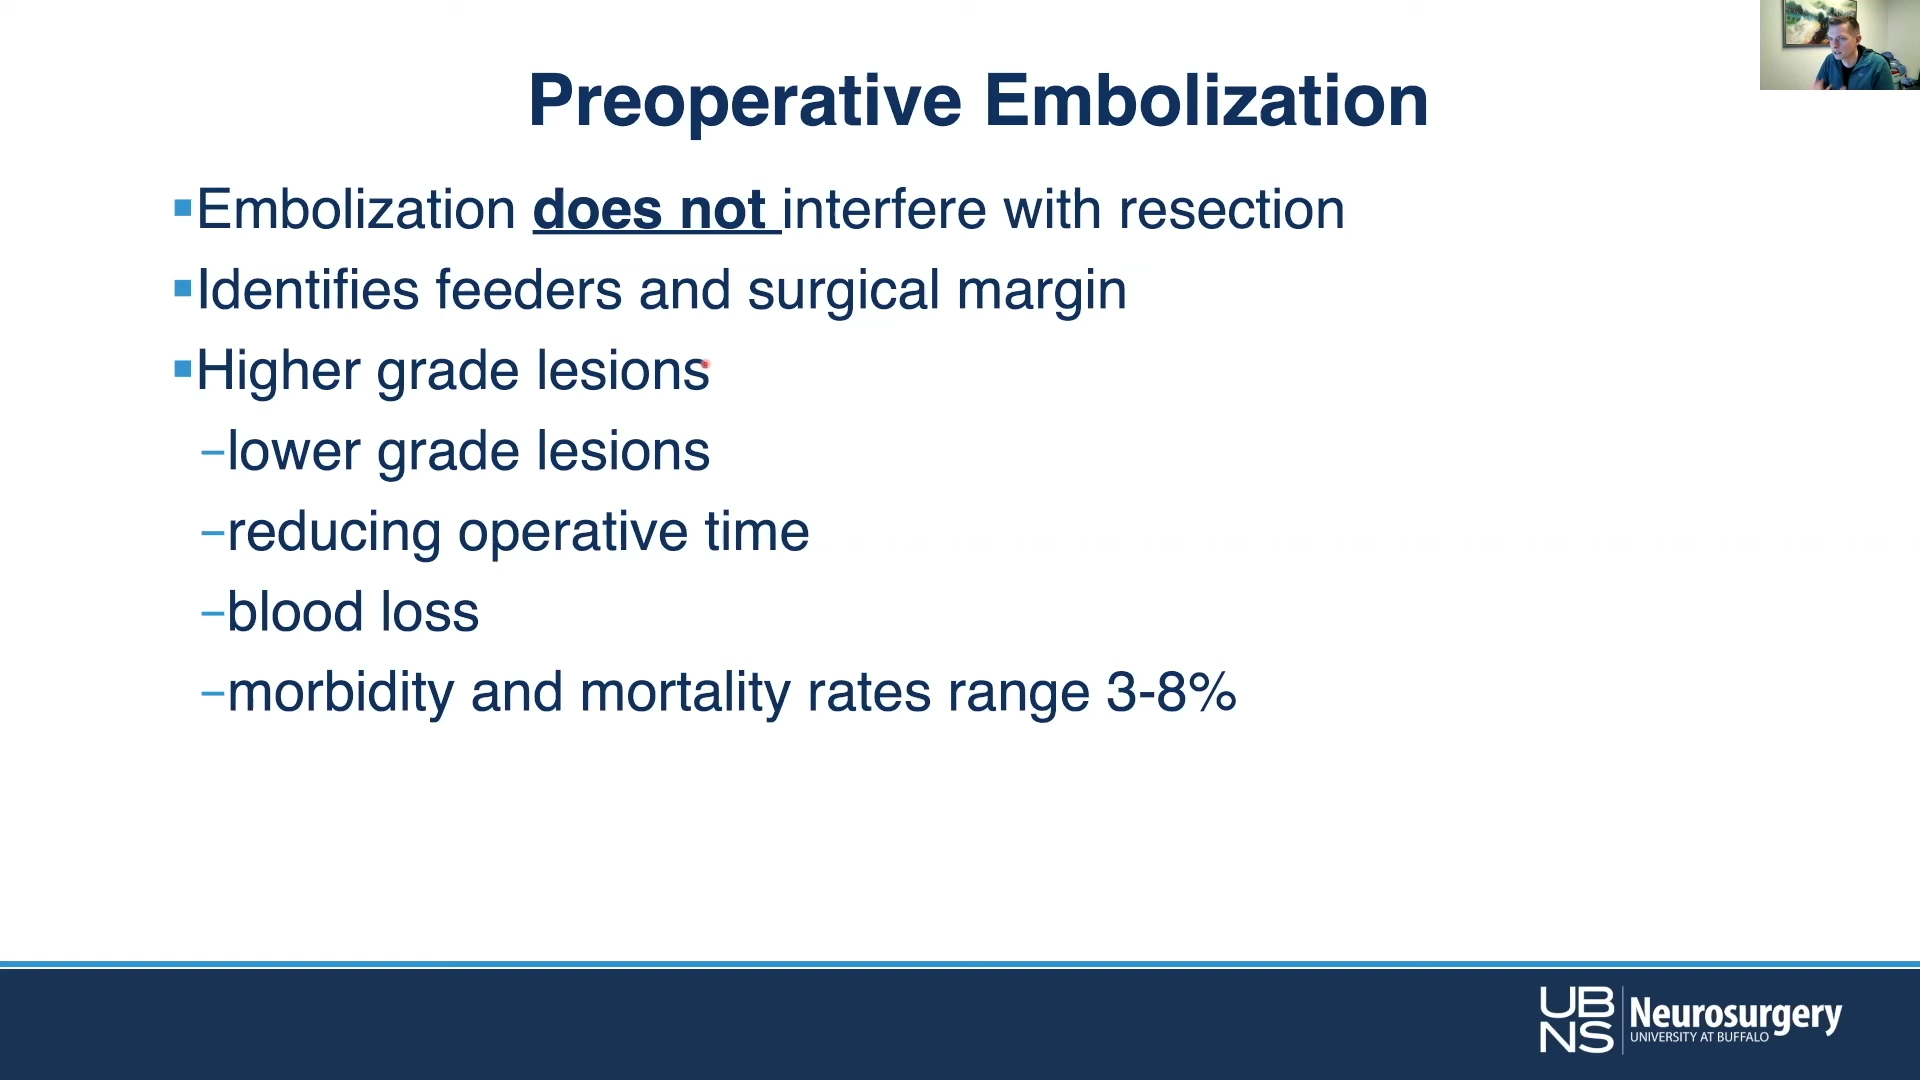 Preoperative Embolization
▪Embolization does not interfere with resection
▪Identifies feeders and surgical margin
▪Higher grade lesions
–lower grade lesions
–reducing operative time
–blood loss
–morbidity and mortality rates range 3-8%
UB
NS
Neurosurgery
UNIVERSITY AT BUFFALO